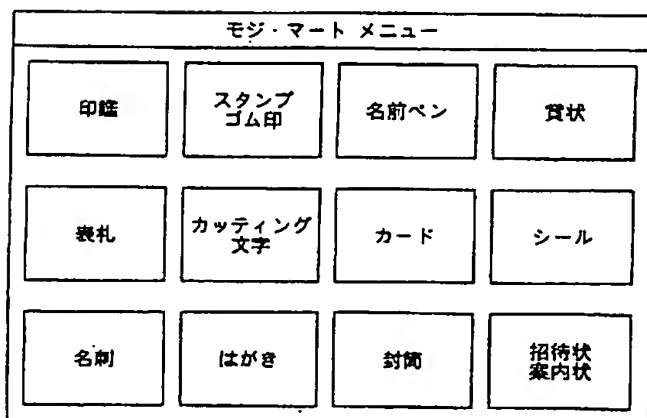 モジ・マート メニュー
印鑑
スタンプ
ゴム印
名前ペン
賞状
表札
カッティング
文字
カード
シール
名刺
はがき
封筒
招待状
案内状